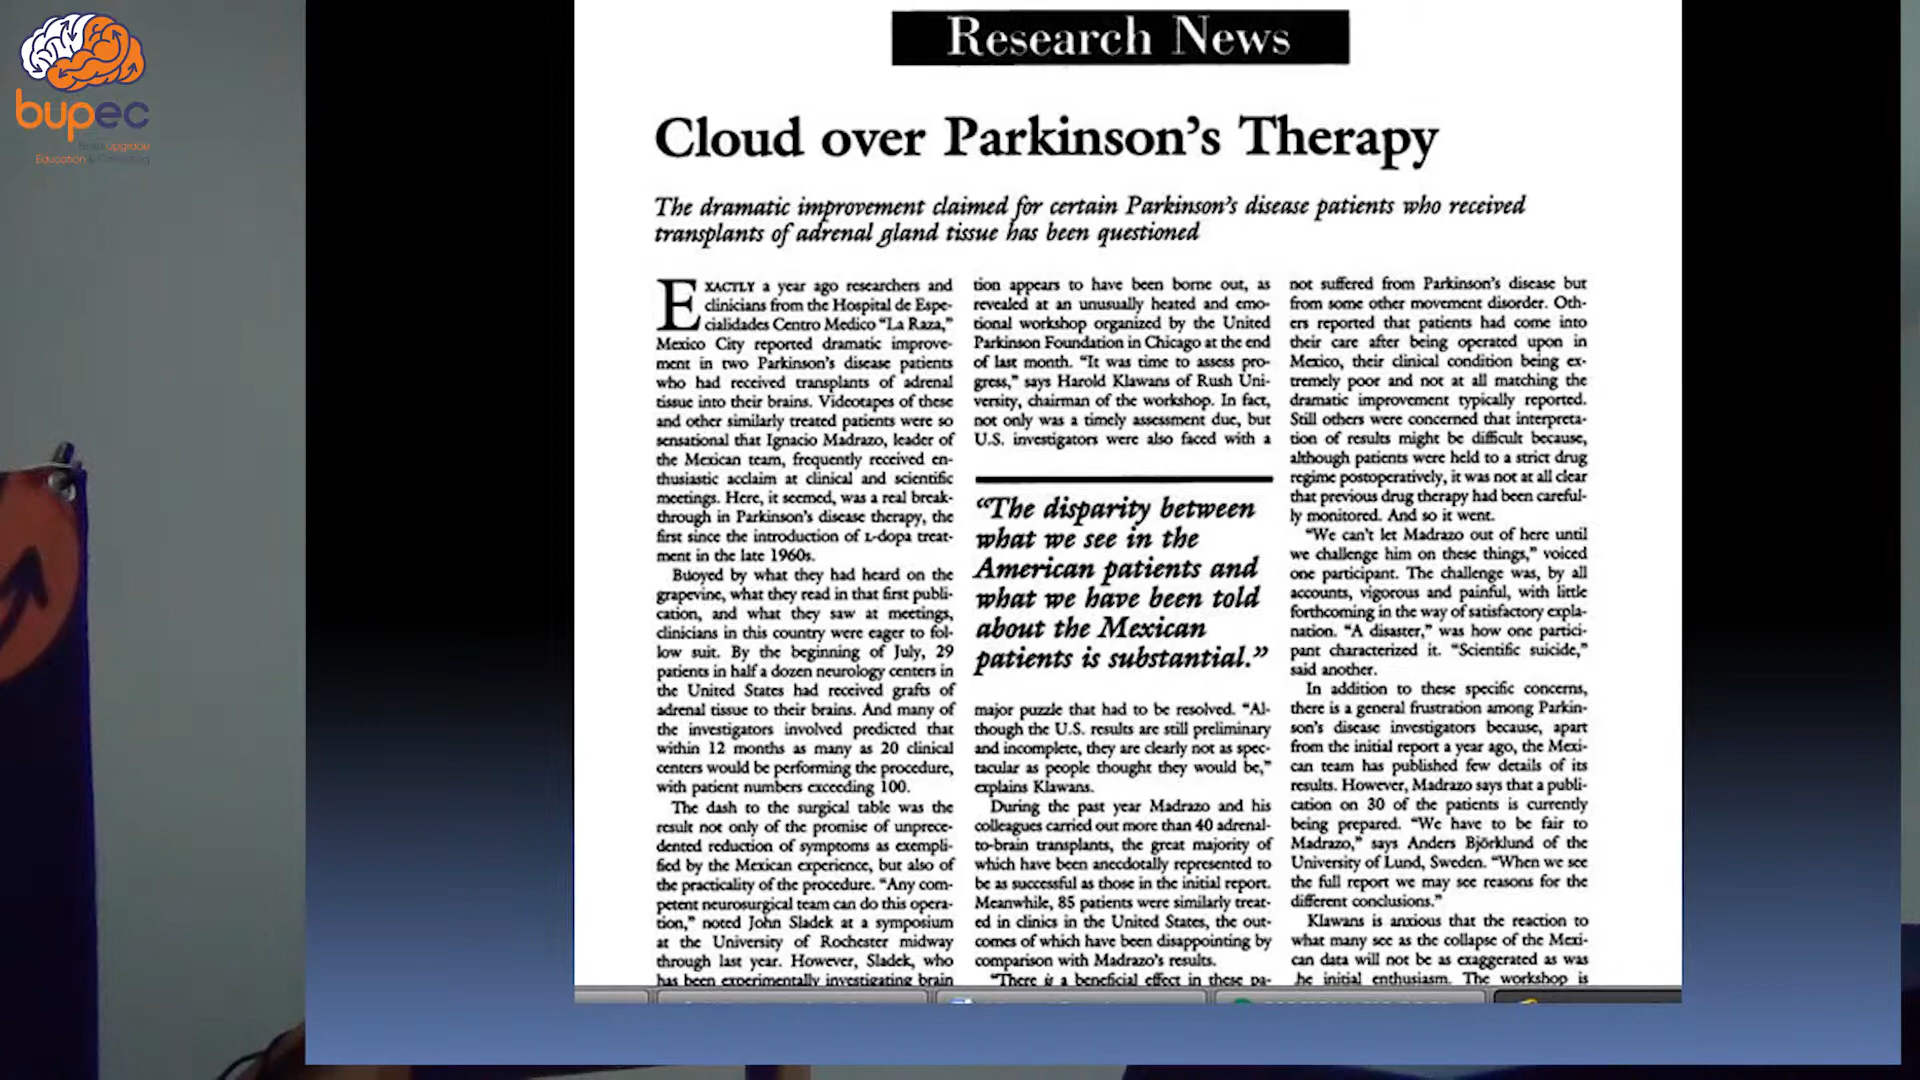 bupec
Brain Upgrade
Education & Consulting
Research News
Cloud over Parkinson's Therapy
The dramatic improvement claimed for certain Parkinson's disease patients who received
transplants of adrenal gland tissue has been questioned
EXACTLY a year ago researchers and
clinicians from the Hospital de Espe-
cialidades Centro Medico "La Raza,"
Mexico City reported dramatic improve-
ment in two Parkinson's disease patients
who had received transplants of adrenal
tissue into their brains. Videotapes of these
and other similarly treated patients were so
sensational that Ignacio Madrazo, leader of
the Mexican team, frequently received en-
thusiastic acclaim at clinical and scientific
meetings. Here, it seemed, was a real break-
through in Parkinson's disease therapy, the
first since the introduction of L-dopa treat-
ment in the late 1960s.
Buoyed by what they had heard on the
grapevine, what they read in that first publi-
cation, and what they saw at meetings,
clinicians in this country were eager to fol-
low suit. By the beginning of July, 29
patients in half a dozen neurology centers in
the United States had received grafts of
adrenal tissue to their brains. And many of
the investigators involved predicted that
within 12 months as many as 20 clinical
centers would be performing the procedure,
with patient numbers exceeding 100.
The dash to the surgical table was the
result not only of the promise of unprece-
dented reduction of symptoms as exempli-
fied by the Mexican experience, but also of
the practicality of the procedure. "Any com-
petent neurosurgical team can do this opera-
tion," noted John Sladek at a symposium
at the University of Rochester midway
through last year. However, Sladek, who
has been experimentally investigating brain
tion appears to have been borne out, as
revealed at an unusually heated and emo-
tional workshop organized by the United
Parkinson Foundation in Chicago at the end
of last month. "It was time to assess pro-
gress," says Harold Klawans of Rush Uni-
versity, chairman of the workshop. In fact,
not only was a timely assessment due, but
U.S. investigators were also faced with a
"The disparity between
what we see in the
American patients and
what we have been told
about the Mexican
patients is substantial."
major puzzle that had to be resolved. "Al-
though the U.S. results are still preliminary
and incomplete, they are clearly not as spec-
tacular as people thought they would be,"
explains Klawans.
During the past year Madrazo and his
colleagues carried out more than 40 adrenal-
to-brain transplants, the great majority of
which have been anecdotally represented to
be as successful as those in the initial report.
Meanwhile, 85 patients were similarly treat-
ed in clinics in the United States, the out-
comes of which have been disappointing by
comparison with Madrazo's results.
"There is a beneficial effect in these pa-
not suffered from Parkinson's disease but
from some other movement disorder. Oth-
ers reported that patients had come into
their care after being operated upon in
Mexico, their clinical condition being ex-
tremely poor and not at all matching the
dramatic improvement typically reported.
Still others were concerned that interpreta-
tion of results might be difficult because,
although patients were held to a strict drug
regime postoperatively, it was not at all clear
that previous drug therapy had been careful-
ly monitored. And so it went.
"We can't let Madrazo out of here until
we challenge him on these things," voiced
one participant. The challenge was, by all
accounts, vigorous and painful, with little
forthcoming in the way of satisfactory expla-
nation. "A disaster," was how one partici-
pant characterized it. "Scientific suicide,"
said another.
In addition to these specific concerns,
there is a general frustration among Parkin-
son's disease investigators because, apart
from the initial report a year ago, the Mexi-
can team has published few details of its
results. However, Madrazo says that a publi-
cation on 30 of the patients is currently
being prepared. "We have to be fair to
Madrazo," says Anders Björklund of the
University of Lund, Sweden. "When we see
the full report we may see reasons for the
different conclusions."
Klawans is anxious that the reaction to
what many see as the collapse of the Mexi-
can data will not be as exaggerated as was
he initial enthusiasm. The workshop is